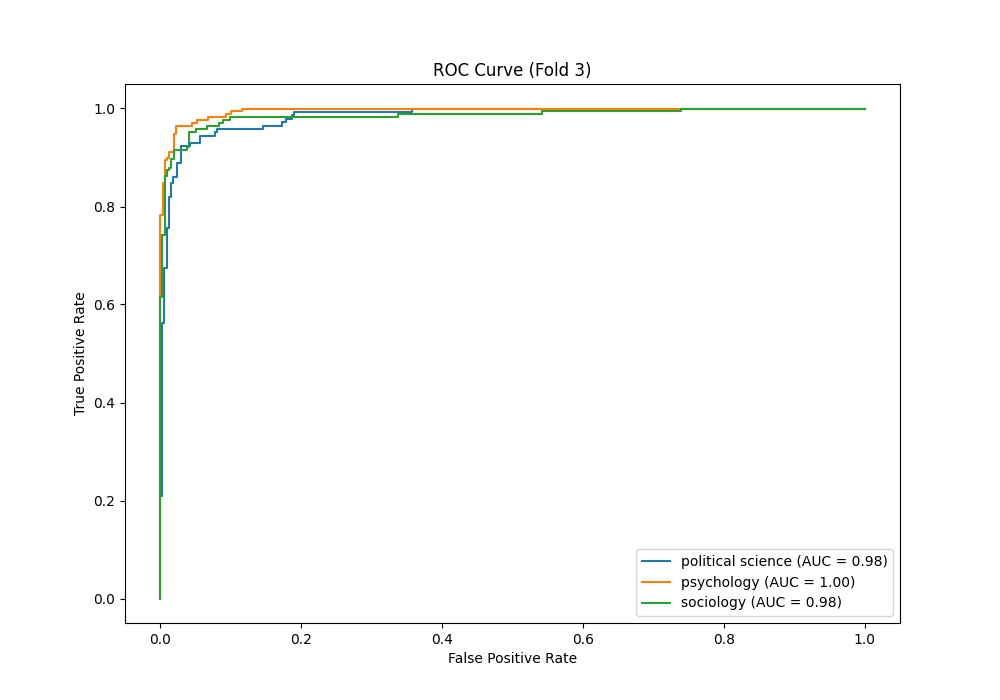 ROC Curve (Fold 3)
True Positive Rate
1.0
0.8
0.6
0.4
0.2
0.0
0.0 0.2 0.4 0.6 0.8 1.0
False Positive Rate
political science (AUC = 0.98)
psychology (AUC = 1.00)
sociology (AUC = 0.98)